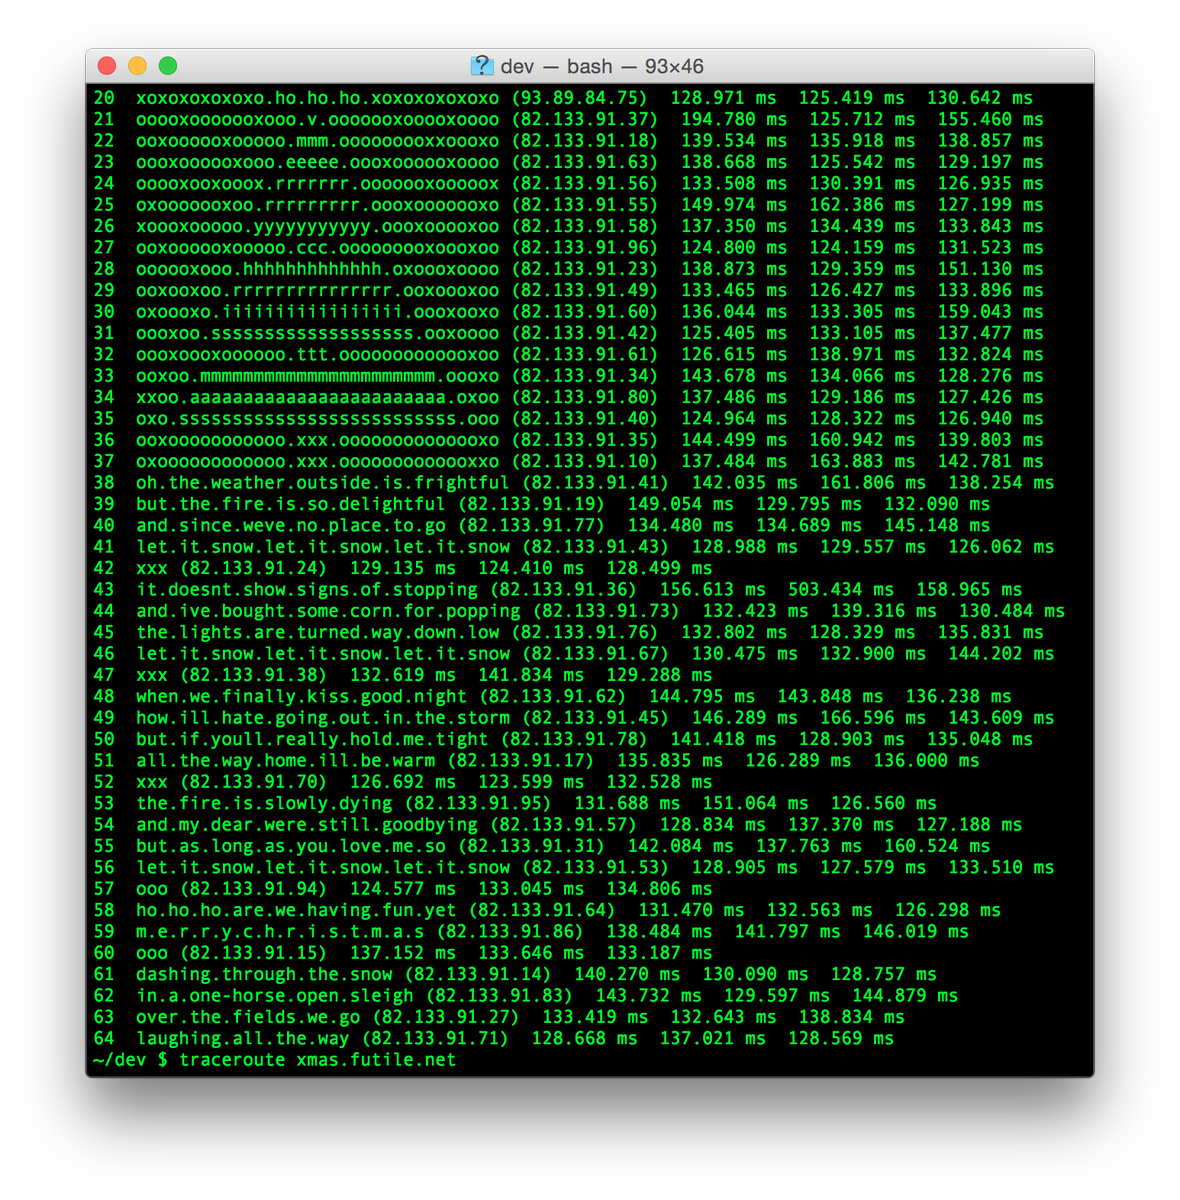 dev — bash — 93×46
20 xoxoxoxoxoxo.ho.ho.ho.xoxoxoxoxoxo (93.89.84.75) 128.971 ms 125.419 ms 130.642 ms
21 ooooxooooooxooo.v.ooooooxooooxoooo (82.133.91.37) 194.780 ms 125.712 ms 155.460 ms
22 ooxoooooxooooo.mmm.ooooooooxxoooxo (82.133.91.18) 139.534 ms 135.918 ms 138.857 ms
23 oooxoooooxooo.eeeee.oooxoooooxoooo (82.133.91.63) 138.668 ms 125.542 ms 129.197 ms
24 ooooxooxooox.rrrrrrr.ooooooxooooox (82.133.91.56) 133.508 ms 130.391 ms 126.935 ms
25 oxooooooxoo.rrrrrrrrr.oooxoooooooo (82.133.91.55) 149.974 ms 162.386 ms 127.199 ms
26 xoooxooooo.yyyyyyyyyyy.oooxooooxoo (82.133.91.58) 137.350 ms 134.439 ms 133.843 ms
27 ooxoooooxooooo.ccc.ooooooooxoooxoo (82.133.91.96) 124.800 ms 124.159 ms 131.523 ms
28 oooooxooo.hhhhhhhhhhhhh.oxoooxoooo (82.133.91.23) 138.873 ms 129.359 ms 151.130 ms
29 ooxooxoo.rrrrrrrrrrrrrrr.ooxoooxoo (82.133.91.49) 133.465 ms 126.427 ms 133.896 ms
30 oxoooxo.iiiiiiiiiiiiiiiii.oooxooxo (82.133.91.60) 136.044 ms 133.305 ms 159.043 ms
31 oooxoo.sssssssssssssssssss.ooxoooo (82.133.91.42) 125.405 ms 133.105 ms 137.477 ms
32 oooxoooxoooooo.ttt.ooooooooooooxoo (82.133.91.61) 126.615 ms 138.971 ms 132.824 ms
33 ooxoo.mmmmmmmmmmmmmmmmmmmmmm.oooxo (82.133.91.34) 143.678 ms 134.066 ms 128.276 ms
34 xxoo.aaaaaaaaaaaaaaaaaaaaaaaa.oxoo (82.133.91.80) 137.486 ms 129.186 ms 127.426 ms
35 oxo.ssssssssssssssssssssssssss.ooo (82.133.91.40) 124.964 ms 128.322 ms 126.940 ms
36 ooxooooooooooo.xxx.oooooooooooooxo (82.133.91.35) 144.499 ms 160.942 ms 139.803 ms
37 oxoooooooooooo.xxx.ooooooooooooxxo (82.133.91.10) 137.484 ms 163.883 ms 142.781 ms
38 oh.the.weather.outside.is.frightful (82.133.91.41) 142.035 ms 161.806 ms 138.254 ms
39 but.the.fire.is.so.delightful (82.133.91.19) 149.054 ms 129.795 ms 132.090 ms
40 and.since.weve.no.place.to.go (82.133.91.77) 134.480 ms 134.689 ms 145.148 ms
41 let.it.snow.let.it.snow.let.it.snow (82.133.91.43) 128.988 ms 129.557 ms 126.062 ms
42 xxx (82.133.91.24) 129.135 ms 124.410 ms 128.499 ms
43 it.doesnt.show.signs.of.stopping (82.133.91.36) 156.613 ms 503.434 ms 158.965 ms
44 and.ive.bought.some.corn.for.popping (82.133.91.73) 132.423 ms 139.316 ms 130.484 ms
45 the.lights.are.turned.way.down.low (82.133.91.76) 132.802 ms 128.329 ms 135.831 ms
46 let.it.snow.let.it.snow.let.it.snow (82.133.91.67) 130.475 ms 132.900 ms 144.202 ms
47 xxx (82.133.91.38) 132.619 ms 141.834 ms 129.288 ms
48 when.we.finally.kiss.good.night (82.133.91.62) 144.795 ms 143.848 ms 136.238 ms
49 how.ill.hate.going.out.in.the.storm (82.133.91.45) 146.289 ms 166.596 ms 143.609 ms
50 but.if.youll.really.hold.me.tight (82.133.91.78) 141.418 ms 128.903 ms 135.048 ms
51 all.the.way.home.ill.be.warm (82.133.91.17) 135.835 ms 126.289 ms 136.000 ms
52 xxx (82.133.91.70) 126.692 ms 123.599 ms 132.528 ms
53 the.fire.is.slowly.dying (82.133.91.95) 131.688 ms 151.064 ms 126.560 ms
54 and.my.dear.were.still.goodbying (82.133.91.57) 128.834 ms 137.370 ms 127.188 ms
55 but.as.long.as.you.love.me.so (82.133.91.31) 142.084 ms 137.763 ms 160.524 ms
56 let.it.snow.let.it.snow.let.it.snow (82.133.91.53) 128.905 ms 127.579 ms 133.510 ms
57 ooo (82.133.91.94) 124.577 ms 133.045 ms 134.806 ms
58 ho.ho.ho.are.we.having.fun.yet (82.133.91.64) 131.470 ms 132.563 ms 126.298 ms
59 m.e.r.r.y.c.h.r.i.s.t.m.a.s (82.133.91.86) 138.484 ms 141.797 ms 146.019 ms
60 ooo (82.133.91.15) 137.152 ms 133.646 ms 133.187 ms
61 dashing.through.the.snow (82.133.91.14) 140.270 ms 130.090 ms 128.757 ms
62 in.a.one-horse.open.sleigh (82.133.91.83) 143.732 ms 129.597 ms 144.879 ms
63 over.the.fields.we.go (82.133.91.27) 133.419 ms 132.643 ms 138.834 ms
64 laughing.all.the.way (82.133.91.71) 128.668 ms 137.021 ms 128.569 ms
~/dev $ traceroute xmas.futile.net